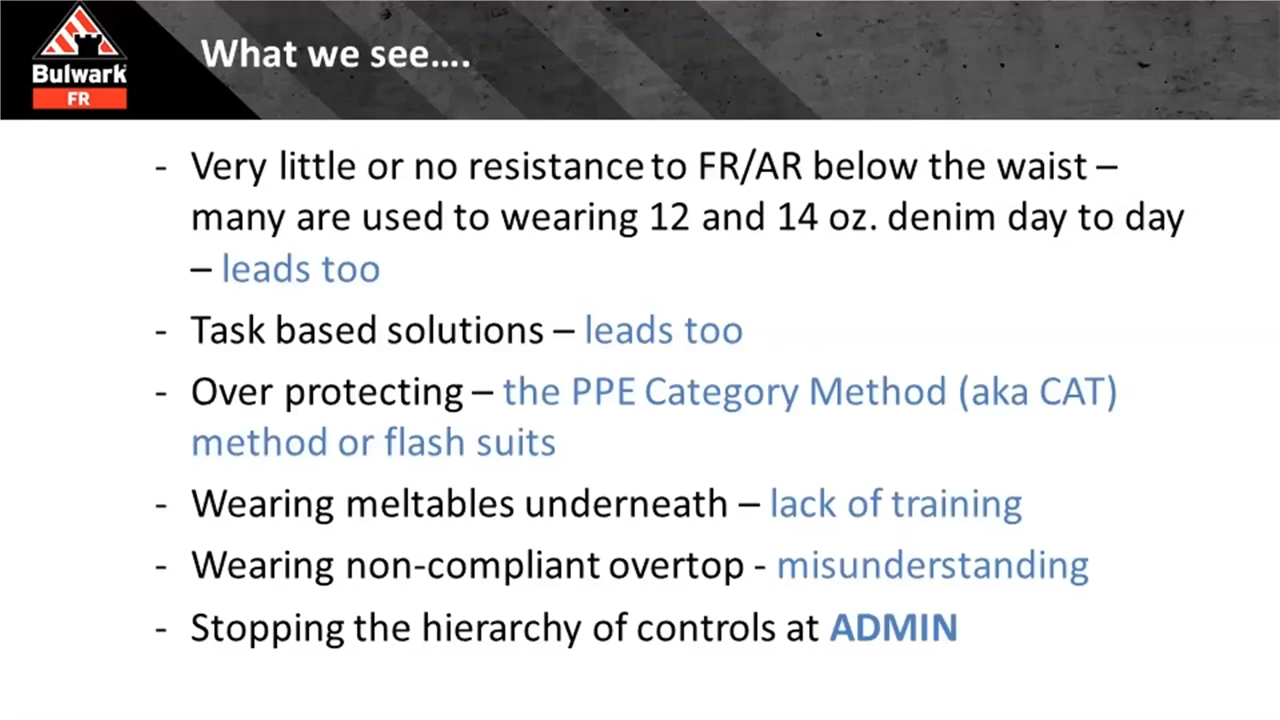 Bulwark
FR
What we see....
- Very little or no resistance to FR/AR below the waist –
many are used to wearing 12 and 14 oz. denim day to day
– leads too
- Task based solutions – leads too
- Over protecting – the PPE Category Method (aka CAT)
method or flash suits
- Wearing meltables underneath – lack of training
- Wearing non-compliant overtop - misunderstanding
- Stopping the hierarchy of controls at ADMIN